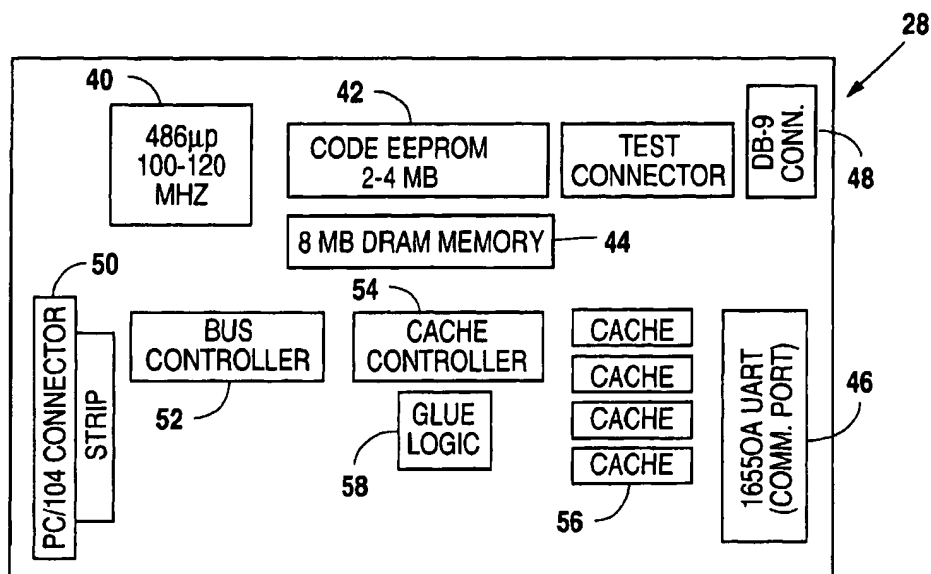 28
40
486µp
100-120
MHZ
42
CODE EEPROM
2-4 MB
TEST
CONNECTOR
DB-9
CONN.
48
8 MB DRAM MEMORY
44
50
PC/104 CONNECTOR
STRIP
BUS
CONTROLLER
52
54
CACHE
CONTROLLER
GLUE
LOGIC
58
CACHE
CACHE
CACHE
CACHE
56
16550A UART
(COMM. PORT)
46